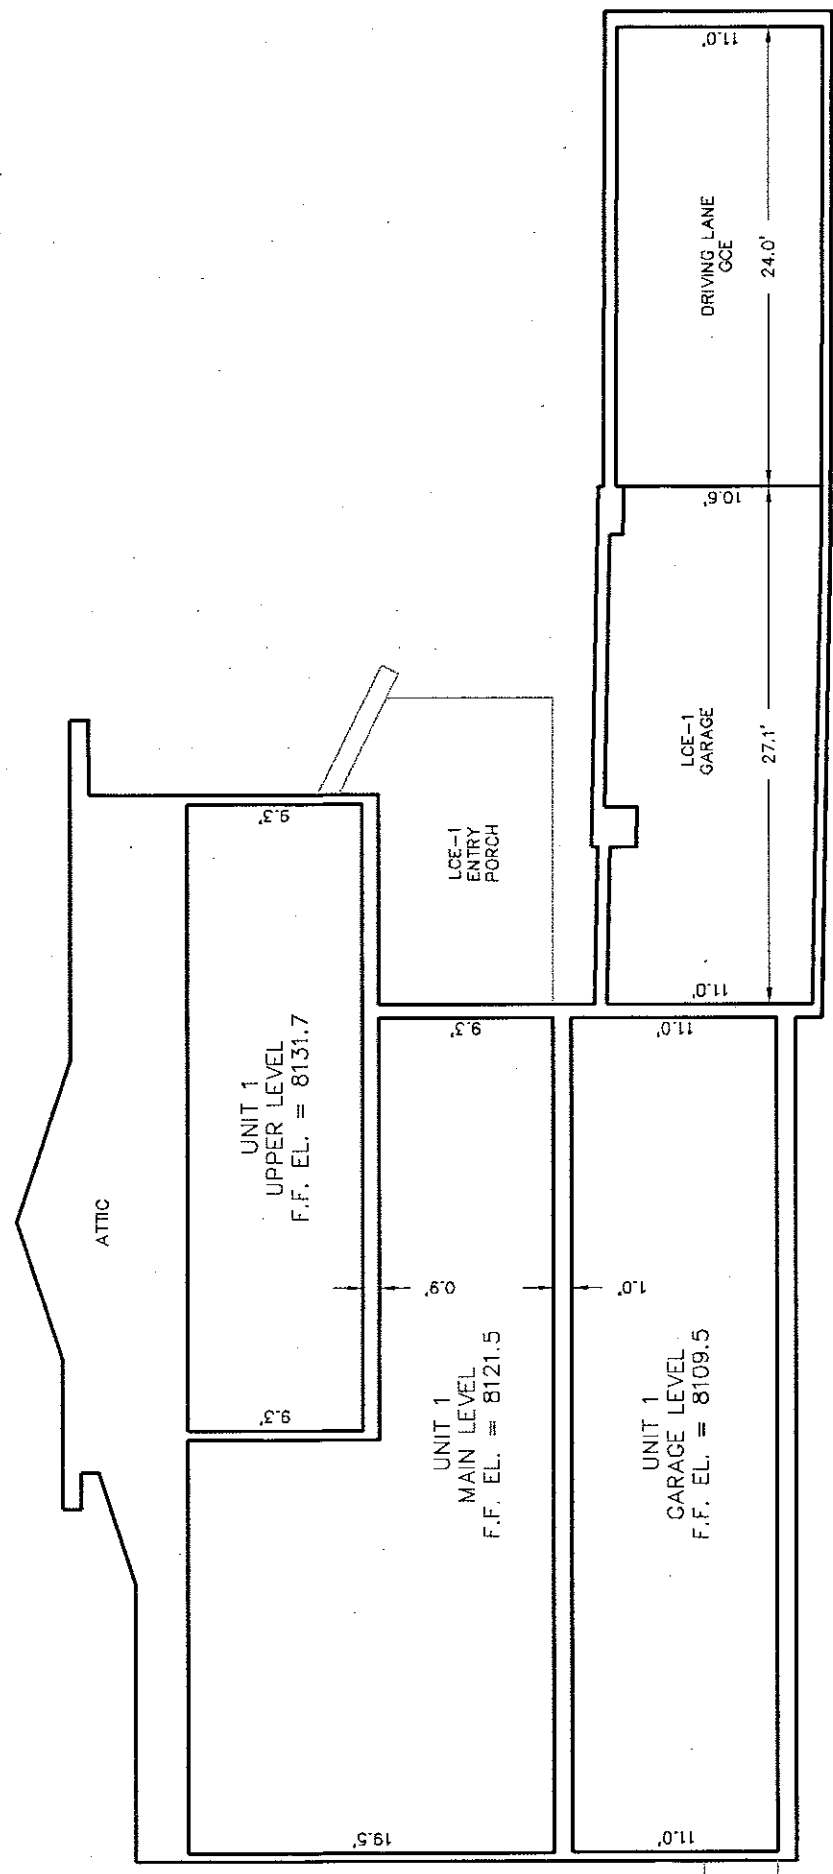 ATTIC
9.3'
UNIT 1
UPPER LEVEL
F.F. EL. = 8131.7
9.3'
19.5'
UNIT 1
MAIN LEVEL
F.F. EL. = 8121.5
0.9'
9.3'
LCE-1
ENTRY
PORCH
11.0'
UNIT 1
GARAGE LEVEL
F.F. EL. = 8109.5
1.0'
11.0'
11.0'
LCE-1
GARAGE
27.1'
10.6'
DRIVING LANE
GCE
24.0'
11.0'